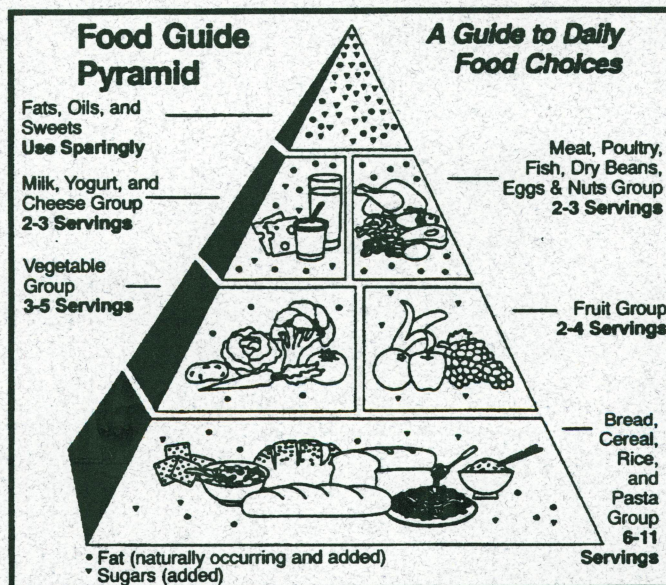 Food Guide
Pyramid
A Guide to Daily
Food Choices
Fats, Oils, and
Sweets
Use Sparingly
Milk, Yogurt, and
Cheese Group
2-3 Servings
Vegetable
Group
3-5 Servings
Meat, Poultry,
Fish, Dry Beans,
Eggs & Nuts Group
2-3 Servings
Fruit Group
2-4 Servings
Bread,
Cereal,
Rice,
and
Pasta
Group
6-11
Servings
• Fat (naturally occurring and added)
▾ Sugars (added)